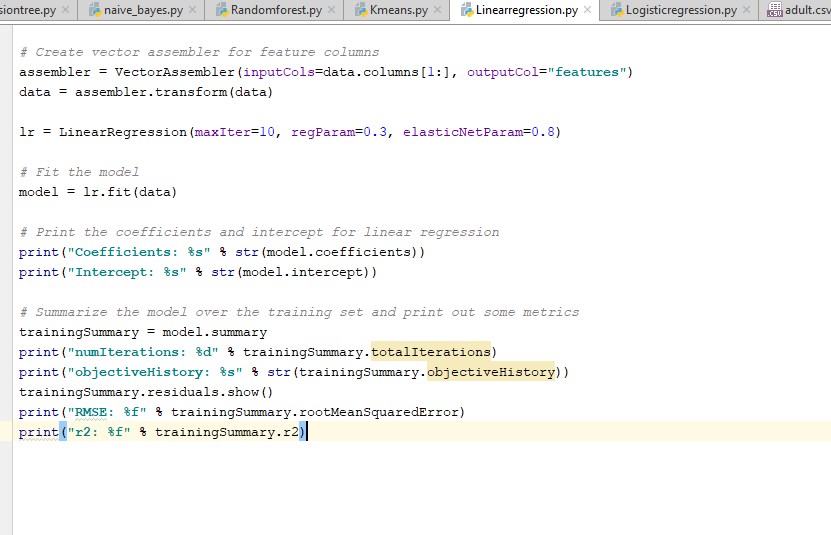 siontree.py naive_bayes.py Randomforest.py Kmeans.py Linearregression.py Logisticregression.py adult.csv
# Create vector assembler for feature columns
assembler = VectorAssembler(inputCols=data.columns[1:], outputCol="features")
data = assembler.transform(data)
lr = LinearRegression(maxIter=10, regParam=0.3, elasticNetParam=0.8)
# Fit the model
model = lr.fit(data)
# Print the coefficients and intercept for linear regression
print("Coefficients: %s" % str(model.coefficients))
print("Intercept: %s" % str(model.intercept))
# Summarize the model over the training set and print out some metrics
trainingSummary = model.summary
print("numIterations: %d" % trainingSummary.totalIterations)
print("objectiveHistory: %s" % str(trainingSummary.objectiveHistory))
trainingSummary.residuals.show()
print("RMSE: %f" % trainingSummary.rootMeanSquaredError)
print("r2: %f" % trainingSummary.r2)